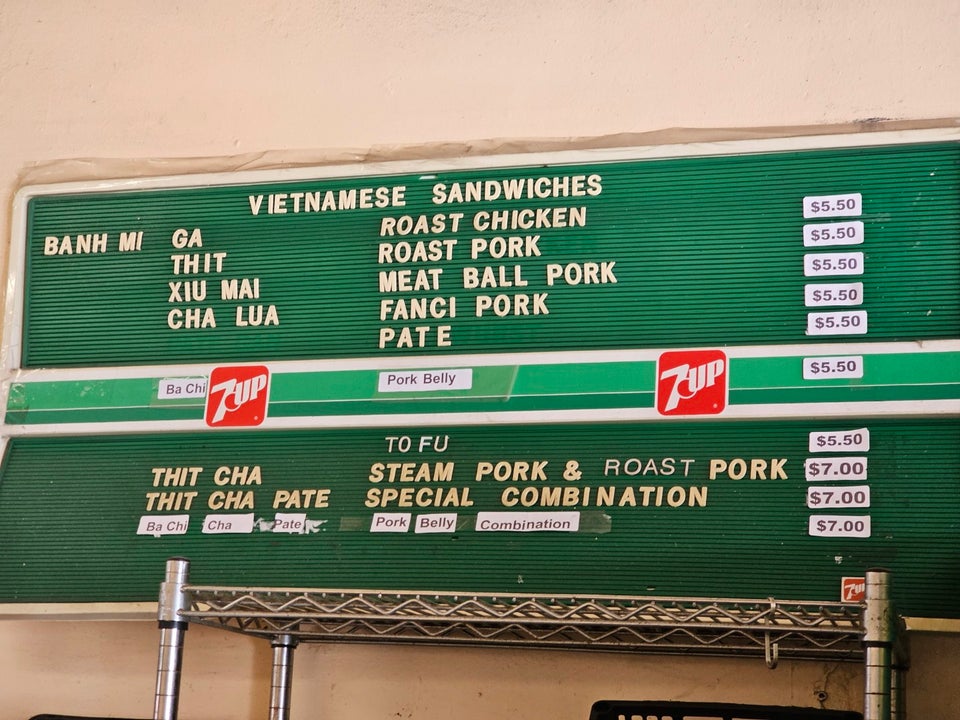 VIETNAMESE SANDWICHES
BANH MI GA ROAST CHICKEN $5.50
THIT ROAST PORK $5.50
XIU MAI MEAT BALL PORK $5.50
CHA LUA FANCI PORK $5.50
PATE $5.50
Ba Chi 7UP Pork Belly 7UP $5.50
TO FU $5.50
THIT CHA STEAM PORK & ROAST PORK $7.00
THIT CHA PATE SPECIAL COMBINATION $7.00
Ba Chi Cha Pate Pork Belly Combination $7.00
7UP